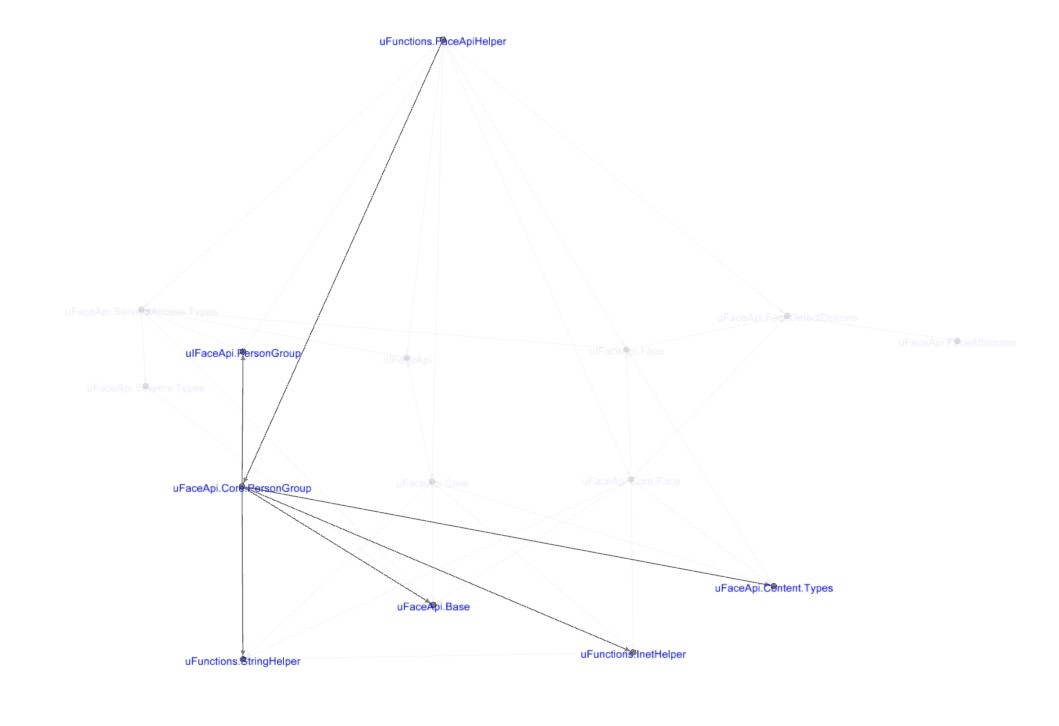 uFunctions.FaceApiHelper
uFaceApi.ServersAccess.Types
uFaceApi.FaceDetectOptions
uFaceApi.FaceAttributes
uIFaceApi.PersonGroup
uIFaceApi.Face
uIFaceApi
uFaceApi.Servers.Types
uFaceApi.Core.PersonGroup
uFaceApi.Core
uFaceApi.Core.Face
uFaceApi.Content.Types
uFaceApi.Base
uFunctions.StringHelper
uFunctions.InetHelper